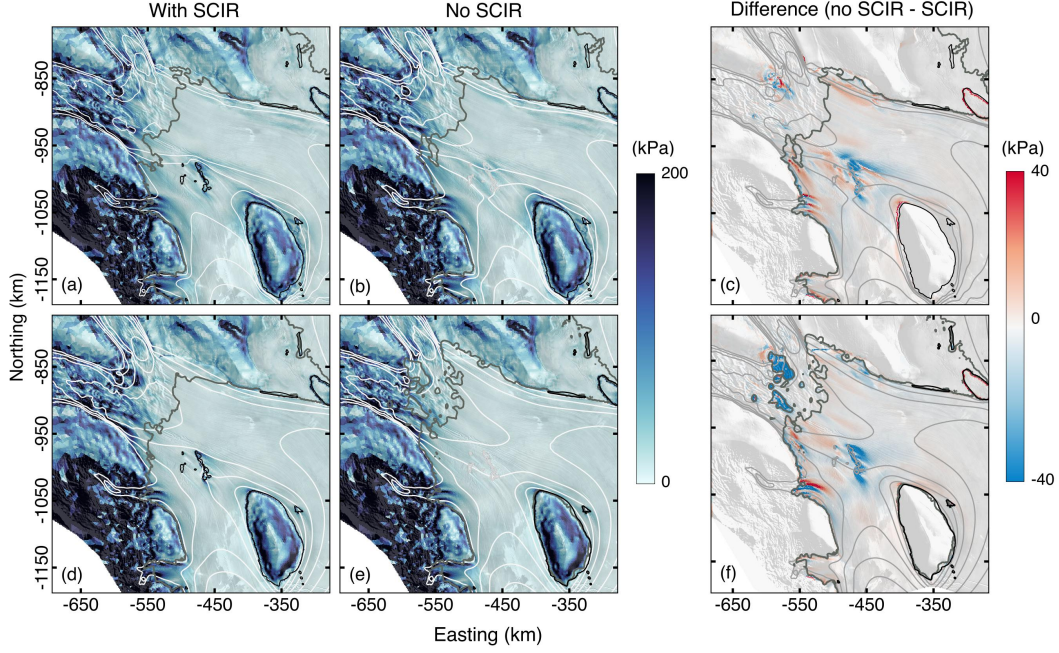 With SCIR
No SCIR
Difference (no SCIR - SCIR)
-850
-950
-1050
-1150
(a)
(b)
(c)
(kPa)
200
0
(kPa)
40
0
-40
Northing (km)
-850
-950
-1050
-1150
(d)
(e)
(f)
-650
-550
-450
-350
-650
-550
-450
-350
-650
-550
-450
-350
Easting (km)